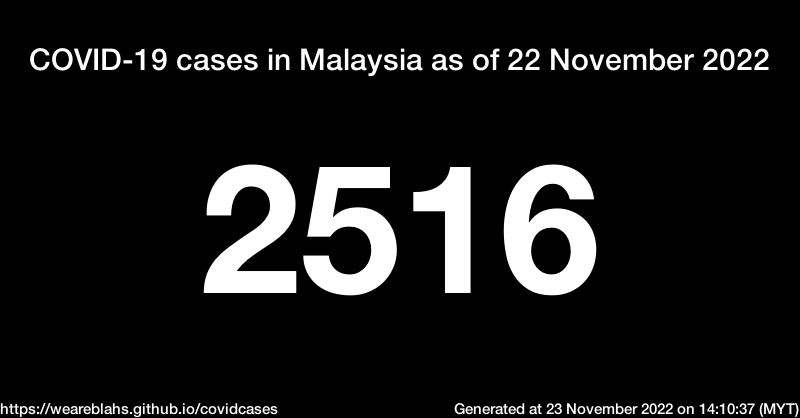 COVID-19 cases in Malaysia as of 22 November 2022
2516
https://weareblahs.github.io/covidcases
Generated at 23 November 2022 on 14:10:37 (MYT)